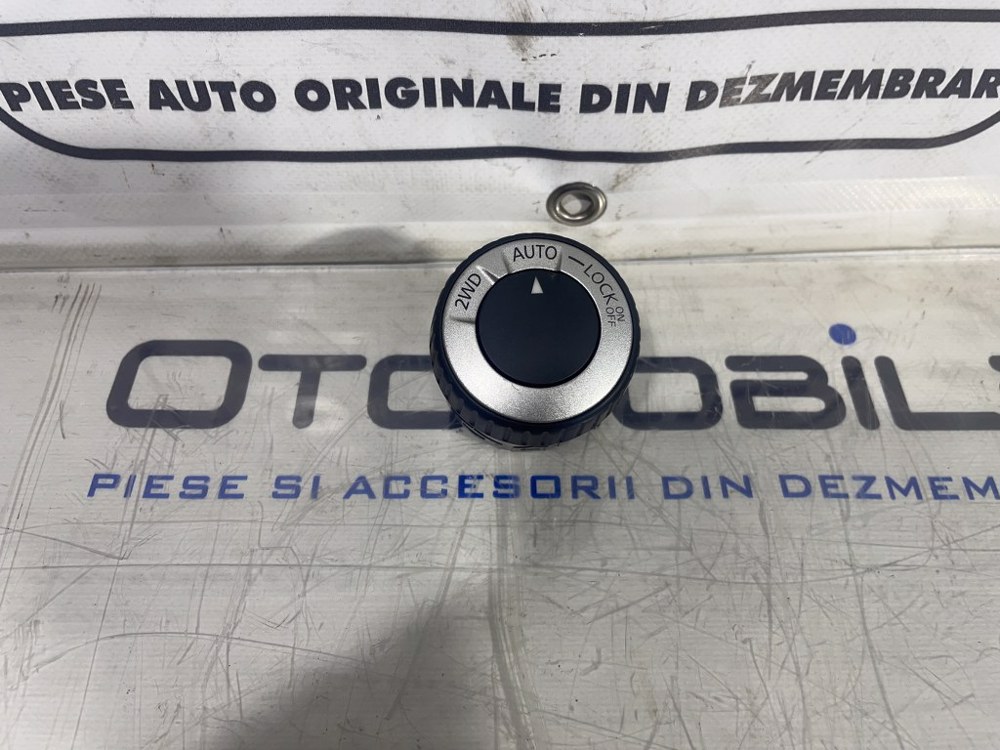 PIESE AUTO ORIGINALE DIN DEZMEMBRAR
2WD AUTO LOCK ON OFF
PIESE SI ACCESORII DIN DEZMEM